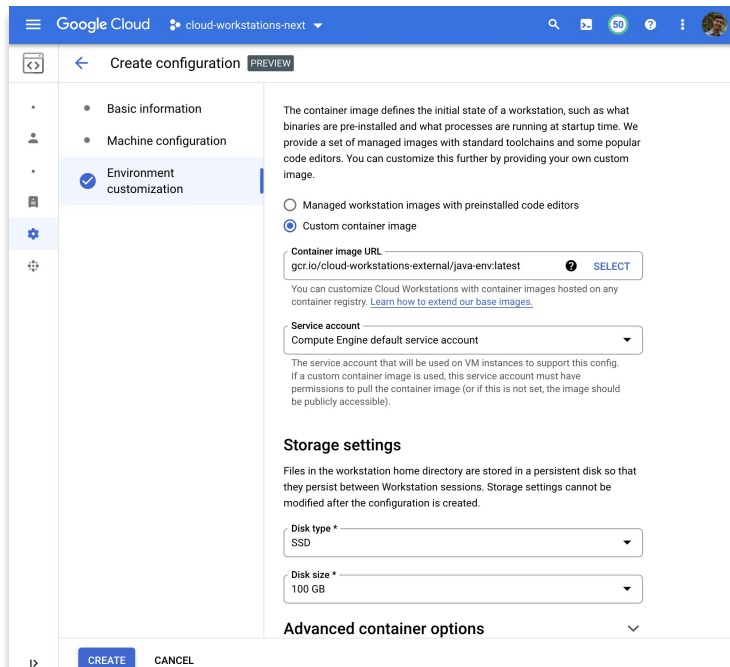 Google Cloud
cloud-workstations-next
50
Create configuration PREVIEW
Basic information
Machine configuration
Environment
customization
The container image defines the initial state of a workstation, such as what
binaries are pre-installed and what processes are running at startup time. We
provide a set of managed images with standard toolchains and some popular
code editors. You can customize this further by providing your own custom
image.
Managed workstation images with preinstalled code editors
Custom container image
Container image URL
gcr.io/cloud-workstations-external/java-env:latest
SELECT
You can customize Cloud Workstations with container images hosted on any
container registry. Learn how to extend our base images.
Service account
Compute Engine default service account
The service account that will be used on VM instances to support this config.
If a custom container image is used, this service account must have
permissions to pull the container image (or if this is not set, the image should
be publicly accessible).
Storage settings
Files in the workstation home directory are stored in a persistent disk so that
they persist between Workstation sessions. Storage settings cannot be
modified after the configuration is created.
Disk type *
SSD
Disk size *
100 GB
Advanced container options
CREATE
CANCEL